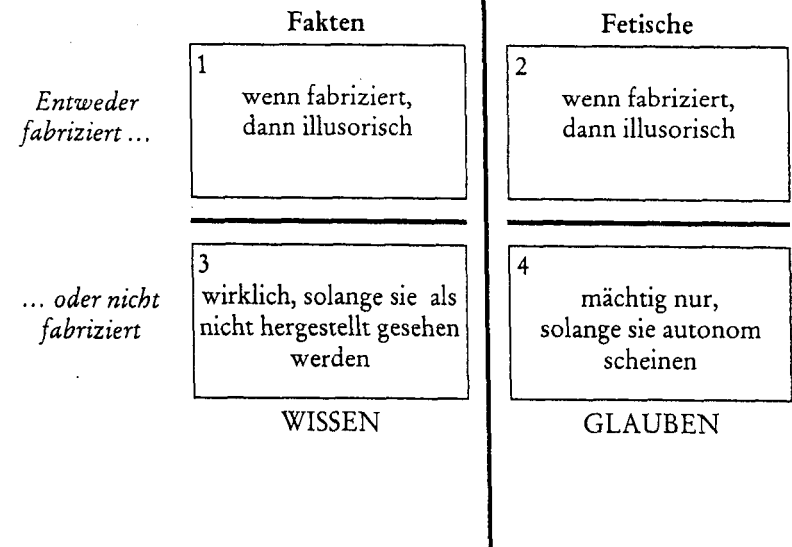 Fakten
Fetische
Entweder
fabriziert ...
1
wenn fabriziert,
dann illusorisch
2
wenn fabriziert,
dann illusorisch
... oder nicht
fabriziert
3
wirklich, solange sie als
nicht hergestellt gesehen
werden
4
mächtig nur,
solange sie autonom
scheinen
WISSEN
GLAUBEN